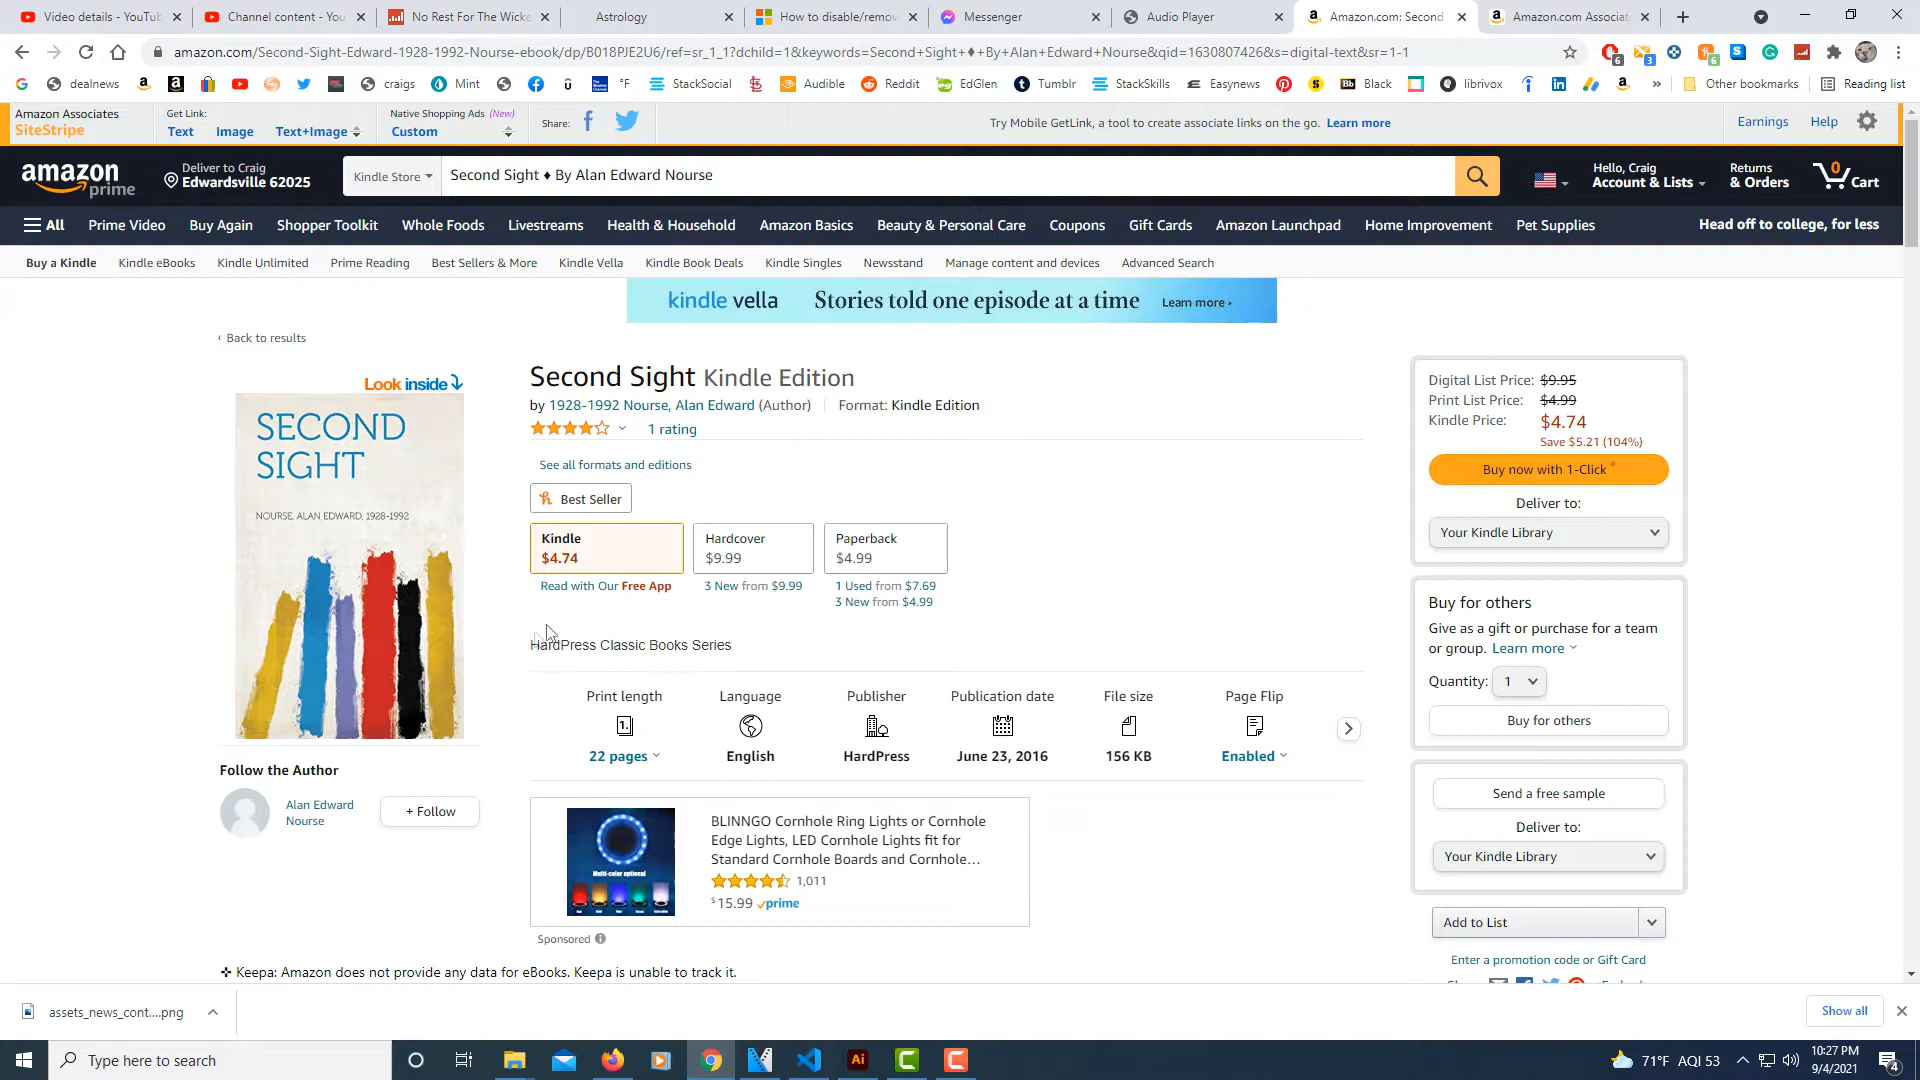 Video details - YouTub
Channel content - You
No Rest For The Wicke
Astrology
How to disable/remov
Messenger
Audio Player
Amazon.com: Second
Amazon.com Associat
amazon.com/Second-Sight-Edward-1928-1992-Nourse-ebook/dp/B018PJE2U6/ref=sr_1_1?dchild=1&keywords=Second+Sight+♦+By+Alan+Edward+Nourse&qid=1630807426&s=digital-text&sr=1-1
dealnews
craigs
Mint
°F
StackSocial
Audible
Reddit
EdGlen
Tumblr
StackSkills
Easynews
Black
librivox
Other bookmarks
Reading list
Amazon Associates
SiteStripe
Get Link:
Text Image Text+Image
Native Shopping Ads (New)
Custom
Share:
Try Mobile GetLink, a tool to create associate links on the go. Learn more
Earnings Help
amazon prime
Deliver to Craig
Edwardsville 62025
Kindle Store
Second Sight ♦ By Alan Edward Nourse
Hello, Craig
Account & Lists
Returns
& Orders
0
Cart
All Prime Video Buy Again Shopper Toolkit Whole Foods Livestreams Health & Household Amazon Basics Beauty & Personal Care Coupons Gift Cards Amazon Launchpad Home Improvement Pet Supplies
Head off to college, for less
Buy a Kindle Kindle eBooks Kindle Unlimited Prime Reading Best Sellers & More Kindle Vella Kindle Book Deals Kindle Singles Newsstand Manage content and devices Advanced Search
kindle vella Stories told one episode at a time Learn more ›
‹ Back to results
Look inside
SECOND
SIGHT
NOURSE, ALAN EDWARD, 1928-1992
Follow the Author
Alan Edward
Nourse
+ Follow
Second Sight Kindle Edition
by 1928-1992 Nourse, Alan Edward (Author) Format: Kindle Edition
1 rating
See all formats and editions
Best Seller
Kindle
$4.74
Read with Our Free App
Hardcover
$9.99
3 New from $9.99
Paperback
$4.99
1 Used from $7.69
3 New from $4.99
HardPress Classic Books Series
Print length
22 pages
Language
English
Publisher
HardPress
Publication date
June 23, 2016
File size
156 KB
Page Flip
Enabled
Multi-color optional
BLINNGO Cornhole Ring Lights or Cornhole
Edge Lights, LED Cornhole Lights fit for
Standard Cornhole Boards and Cornhole…
1,011
$15.99 prime
Sponsored
Keepa: Amazon does not provide any data for eBooks. Keepa is unable to track it.
Digital List Price: $9.95
Print List Price: $4.99
Kindle Price: $4.74
Save $5.21 (104%)
Buy now with 1-Click ®
Deliver to:
Your Kindle Library
Buy for others
Give as a gift or purchase for a team
or group. Learn more
Quantity: 1
Buy for others
Send a free sample
Deliver to:
Your Kindle Library
Add to List
Enter a promotion code or Gift Card
assets_news_cont....png
Show all
Type here to search
71°F AQI 53
10:27 PM
9/4/2021
4